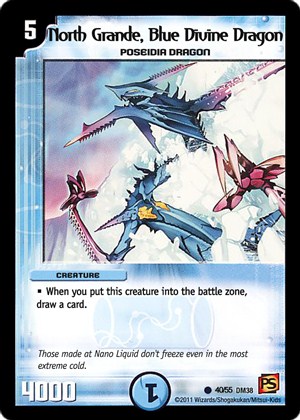 5
North Grande, Blue Divine Dragon
POSEIDIA DRAGON
CREATURE
▪ When you put this creature into the battle zone,
draw a card.
Those made at Nano Liquid don't freeze even in the most
extreme cold.
4000
1
PS
● 40/55 DM38
©2011 Wizards/Shogakukan/Mitsui-Kids